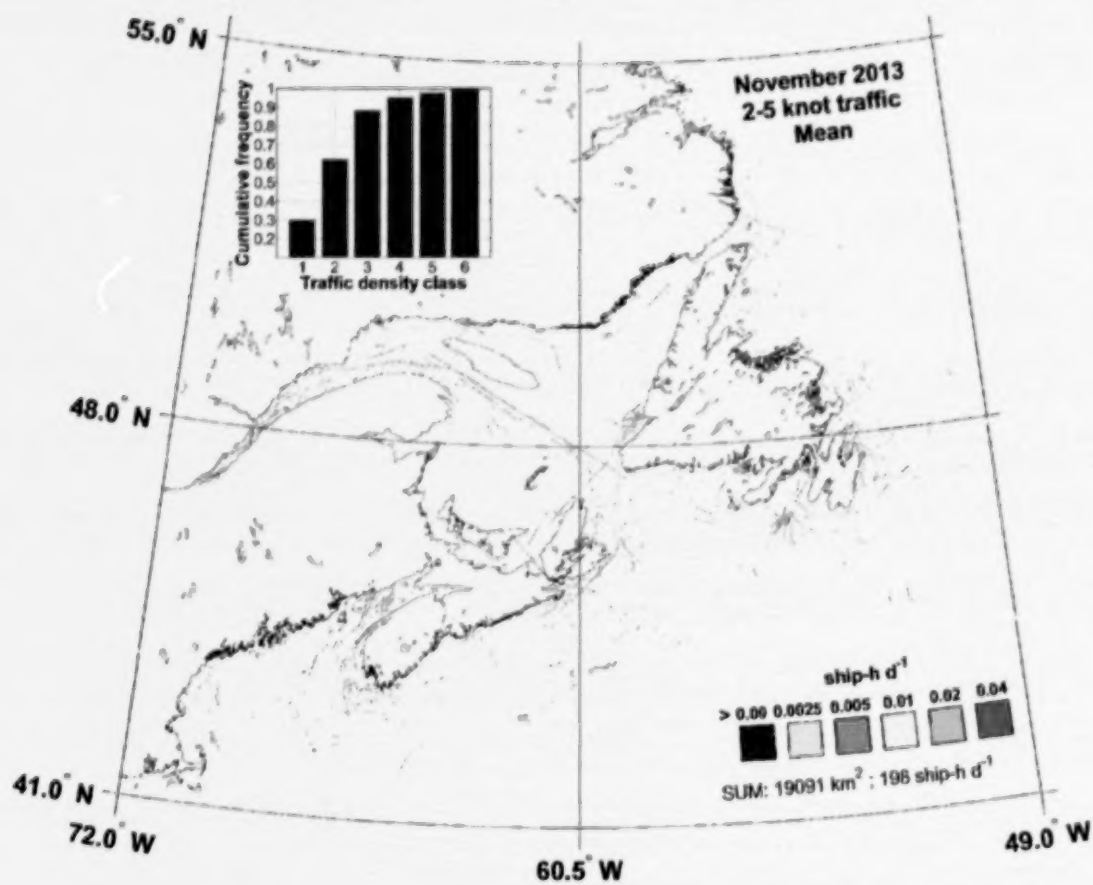 55.0° N
November 2013
2-5 knot traffic
Mean
Cumulative frequency
1
0.9
0.8
0.7
0.6
0.5
0.4
0.3
0.2
1 2 3 4 5 6
Traffic density class
48.0° N
ship-h d⁻¹
> 0.00 0.0025 0.005 0.01 0.02 0.04
SUM: 19091 km² ; 198 ship-h d⁻¹
41.0° N
72.0° W
60.5° W
49.0° W